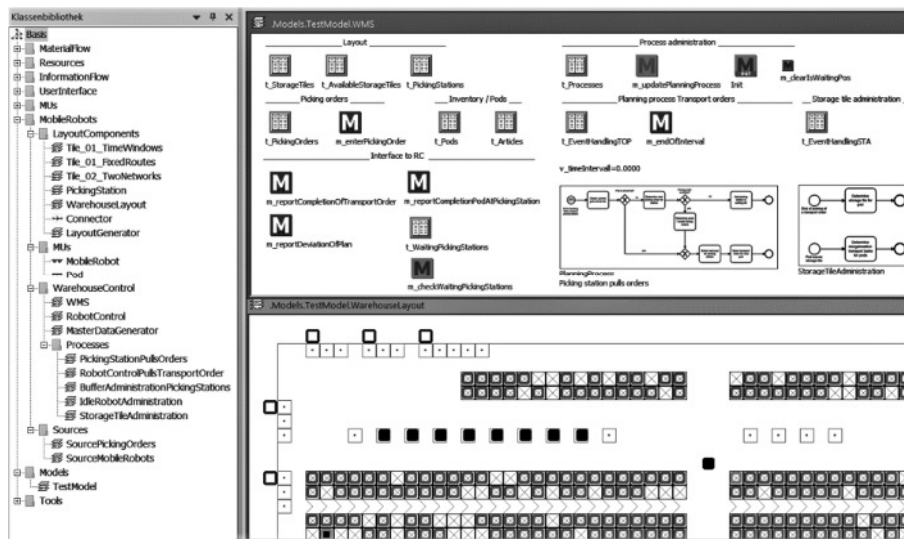 Klassenbibliothek
Basis
MaterialFlow
Resources
InformationFlow
UserInterface
MUs
MobileRobots
LayoutComponents
Tile_01_TimeWindows
Tile_01_FixedRoutes
Tile_02_TwoNetworks
PickingStation
WarehouseLayout
Connector
LayoutGenerator
MUs
MobileRobot
Pod
WarehouseControl
WMS
RobotControl
MasterDataGenerator
Processes
PickingStationPullsOrders
RobotControlPullsTransportOrder
BufferAdministrationPickingStations
IdleRobotAdministration
StorageTileAdministration
Sources
SourcePickingOrders
SourceMobileRobots
Models
TestModel
Tools
.Models.TestModel.WMS
Layout
Process administration
t_StorageTiles t_AvailableStorageTiles t_PickingStations
t_Processes m_updatePlanningProcess Init m_clearIsWaitingPos
Picking orders Inventory / Pods
Planning process Transport orders Storage tile administration
t_PickingOrders m_enterPickingOrder t_Pods t_Articles
t_EventHandlingTOP m_endOfInterval t_EventHandlingSTA
Interface to RC
v_timeIntervall=0.0000
m_reportCompletionOfTransportOrder m_reportCompletionPodAtPickingStation
m_reportDeviationOfPlan t_WaitingPickingStations
m_checkWaitingPickingStations
PlanningProcess
Picking station pulls orders
StorageTileAdministration
.Models.TestModel.WarehouseLayout